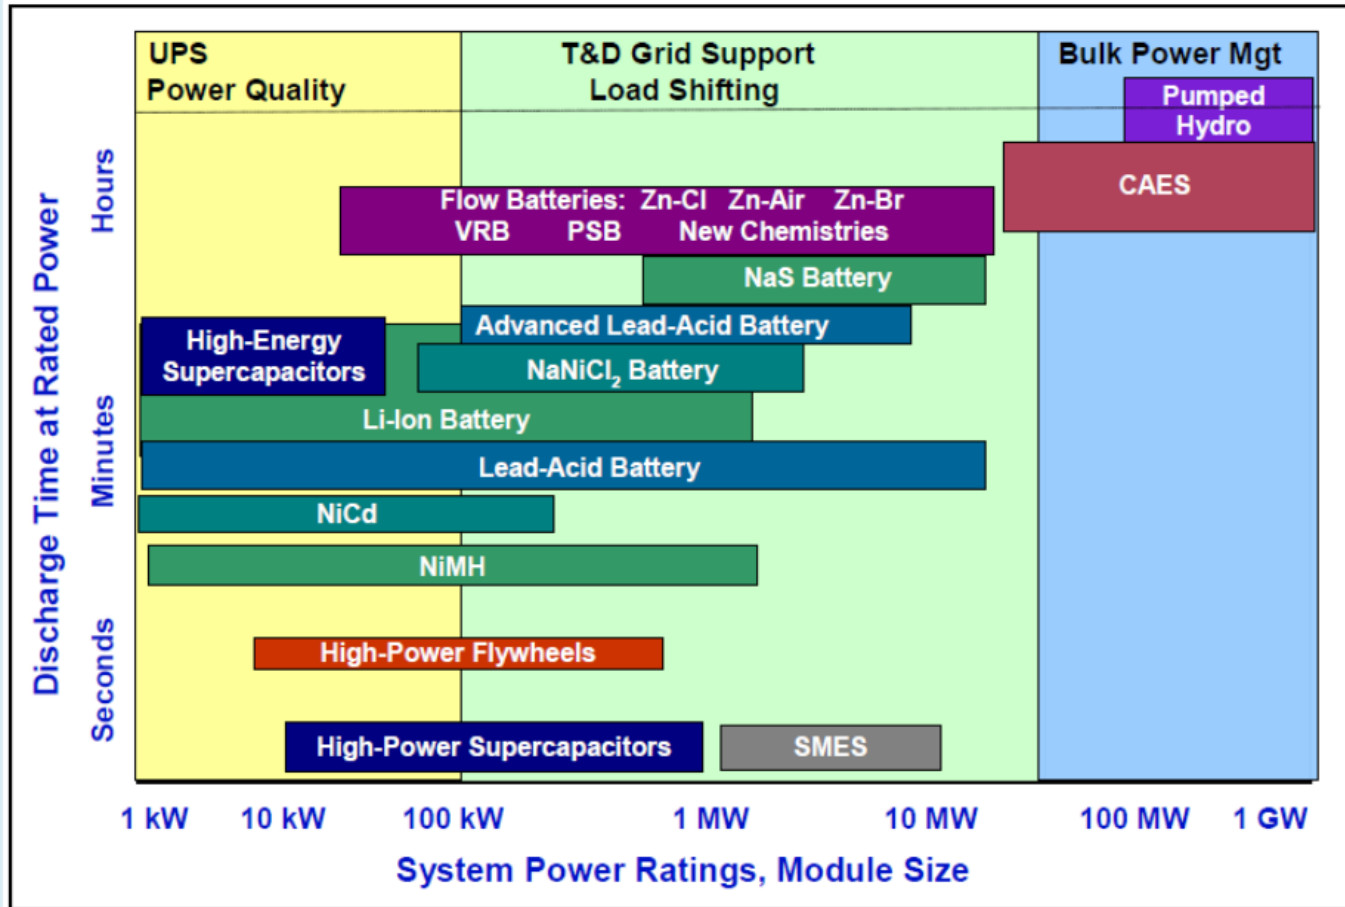 UPS
Power Quality
T&D Grid Support
Load Shifting
Bulk Power Mgt
Pumped
Hydro
CAES
Flow Batteries: Zn-Cl Zn-Air Zn-Br
VRB PSB New Chemistries
NaS Battery
Advanced Lead-Acid Battery
High-Energy
Supercapacitors
NaNiCl₂ Battery
Li-Ion Battery
Lead-Acid Battery
NiCd
NiMH
High-Power Flywheels
High-Power Supercapacitors
SMES
Discharge Time at Rated Power
Hours
Minutes
Seconds
1 kW 10 kW 100 kW 1 MW 10 MW 100 MW 1 GW
System Power Ratings, Module Size